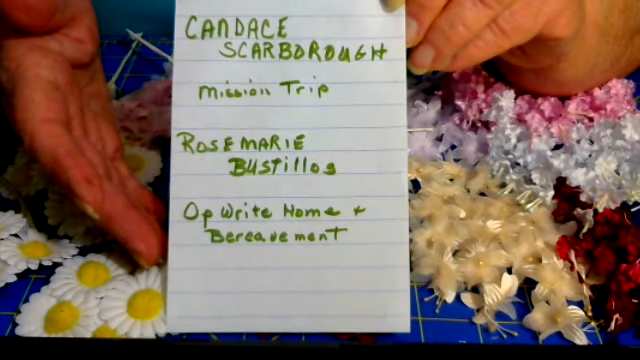 CANDACE
SCARBOROUGH
Mission Trip
ROSEMARIE
BUStillos
Op Write Home +
Bereavement